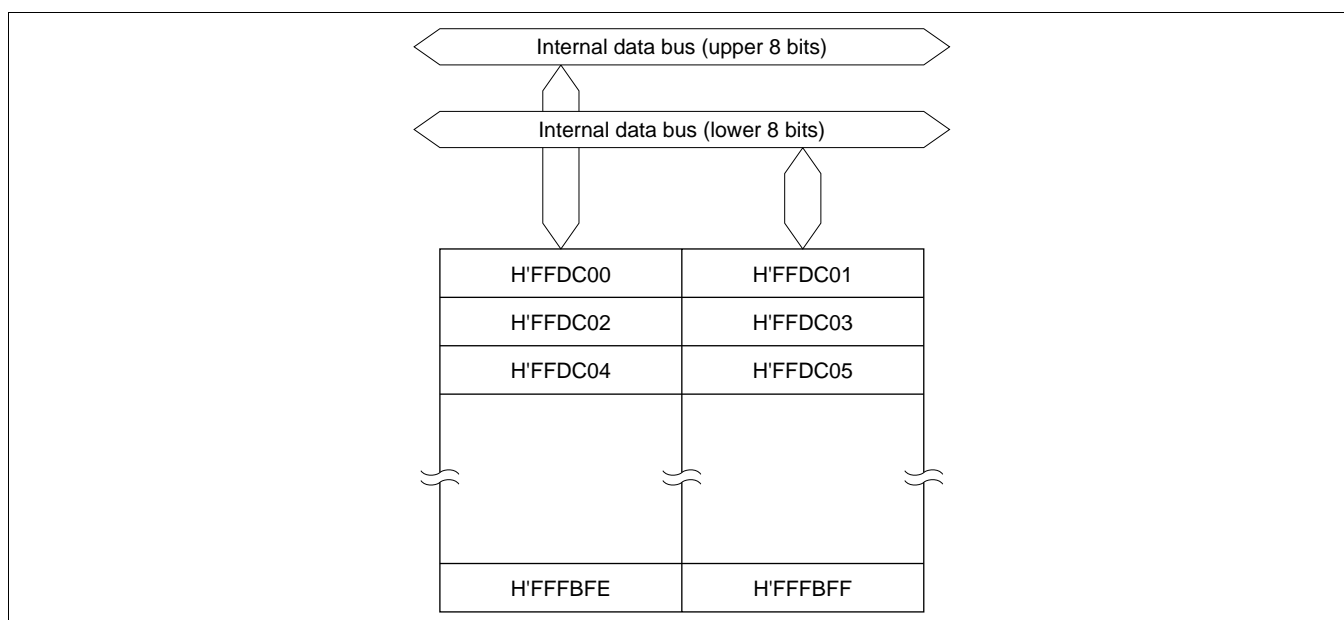 Internal data bus (upper 8 bits)
Internal data bus (lower 8 bits)
H'FFDC00 H'FFDC01
H'FFDC02 H'FFDC03
H'FFDC04 H'FFDC05
H'FFFBFE H'FFFBFF